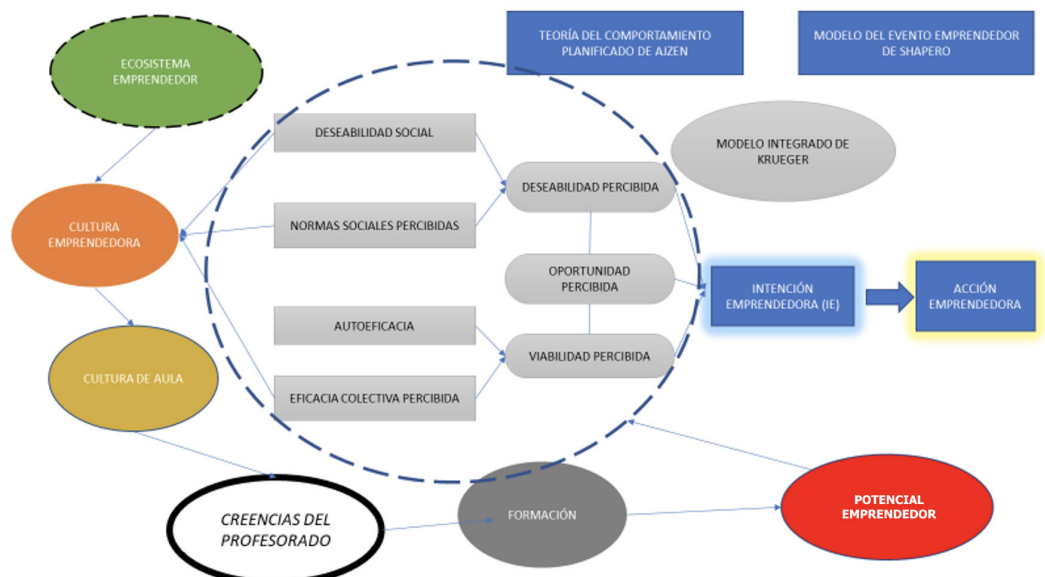 TEORÍA DEL COMPORTAMIENTO
PLANIFICADO DE AJZEN
MODELO DEL EVENTO EMPRENDEDOR
DE SHAPERO
ECOSISTEMA
EMPRENDEDOR
DESEABILIDAD SOCIAL
MODELO INTEGRADO DE
KRUEGER
DESEABILIDAD PERCIBIDA
CULTURA
EMPRENDEDORA
NORMAS SOCIALES PERCIBIDAS
OPORTUNIDAD
PERCIBIDA
INTENCIÓN
EMPRENDEDORA (IE)
ACCIÓN
EMPRENDEDORA
AUTOEFICACIA
VIABILIDAD PERCIBIDA
CULTURA DE AULA
EFICACIA COLECTIVA PERCIBIDA
CREENCIAS DEL
PROFESORADO
FORMACIÓN
POTENCIAL
EMPRENDEDOR